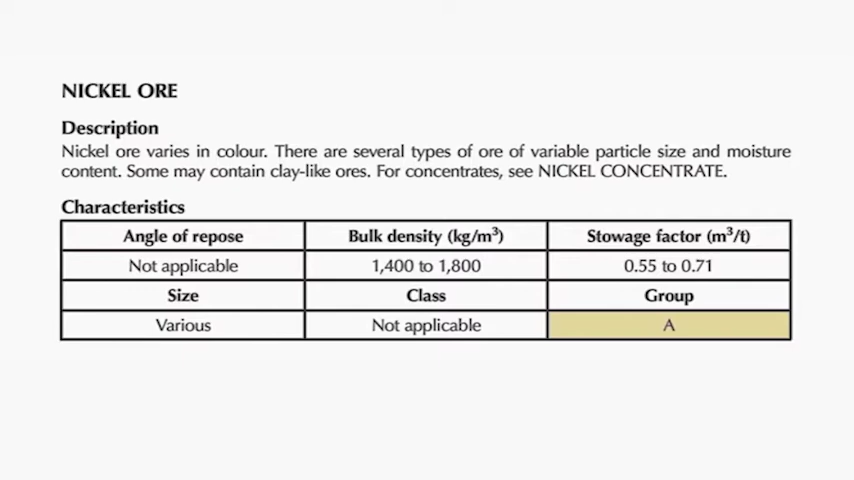 NICKEL ORE
Description
Nickel ore varies in colour. There are several types of ore of variable particle size and moisture
content. Some may contain clay-like ores. For concentrates, see NICKEL CONCENTRATE.
Characteristics
Angle of repose Bulk density (kg/m³) Stowage factor (m³/t)
Not applicable 1,400 to 1,800 0.55 to 0.71
Size Class Group
Various Not applicable A